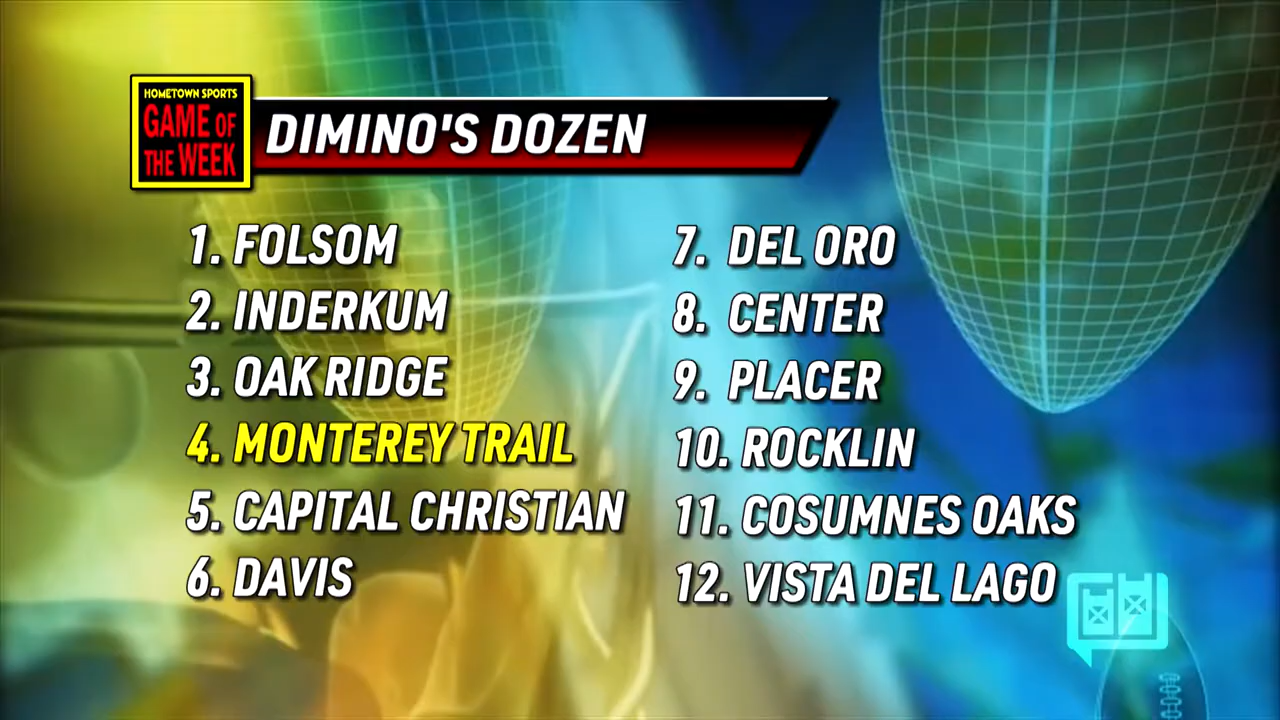 HOMETOWN SPORTS
GAME OF
THE WEEK
DIMINO'S DOZEN
1. FOLSOM
2. INDERKUM
3. OAK RIDGE
4. MONTEREY TRAIL
5. CAPITAL CHRISTIAN
6. DAVIS
7. DEL ORO
8. CENTER
9. PLACER
10. ROCKLIN
11. COSUMNES OAKS
12. VISTA DEL LAGO